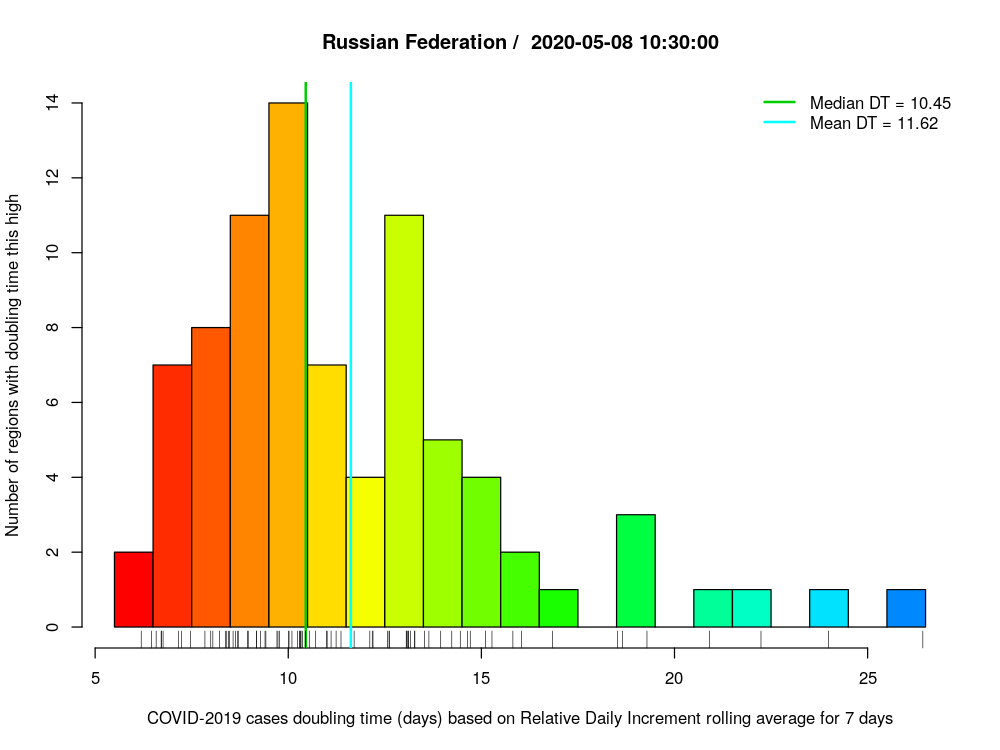 Russian Federation /  2020-05-08 10:30:00
Median DT = 10.45
Mean DT = 11.62
Number of regions with doubling time this high
14
12
10
8
6
4
2
0
5 10 15 20 25
COVID-2019 cases doubling time (days) based on Relative Daily Increment rolling average for 7 days